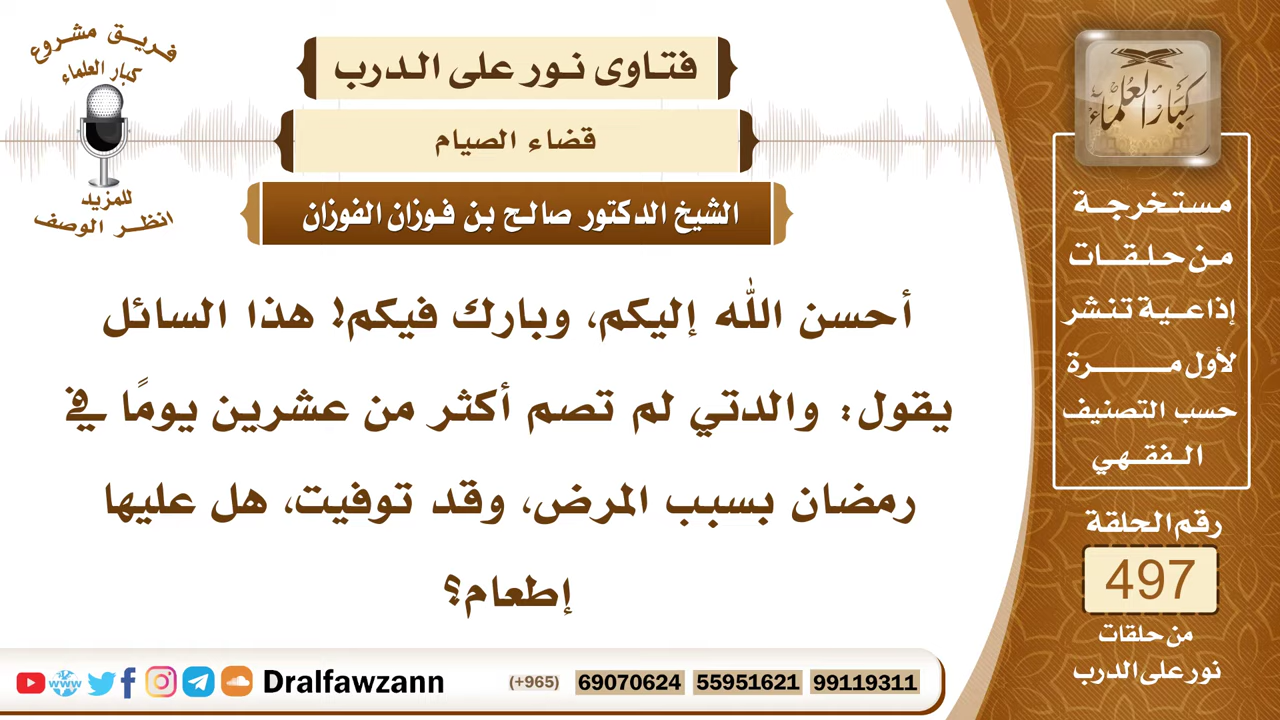 فريق مشروع
كبار العلماء
للمزيد
انظر الوصف
فتاوى نور على الدرب
قضاء الصيام
الشيخ الدكتور صالح بن فوزان الفوزان
أحسن الله إليكم، وبارك فيكم! هذا السائل
يقول: والدتي لم تصم أكثر من عشرين يومًا في
رمضان بسبب المرض، وقد توفيت، هل عليها
إطعام؟
كبار العلماء
مستخرجة
من حلقات
إذاعية تنشر
لأول مرة
حسب التصنيف
الفقهي
رقم الحلقة
497
من حلقات
نور على الدرب
www Dralfawzann (+965) 69070624 55951621 99119311